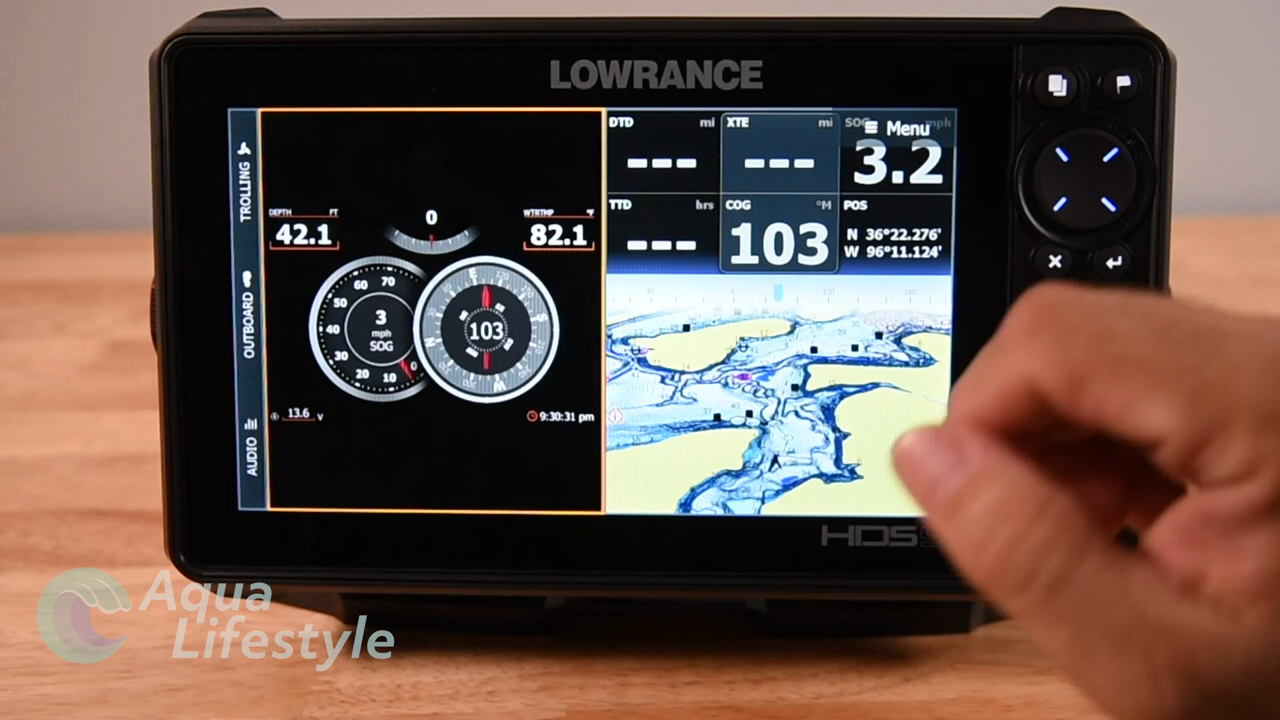 LOWRANCE
TROLLING
OUTBOARD
AUDIO
DEPTH FT
42.1
0
WTRTMP °F
82.1
60 70
50
40
30
20
10
0
3
mph
SOG
103
E
S
W
N
13.6 V
9:30:31 pm
DTD mi
---
XTE mi
---
SOG mph
Menu
3.2
TTD hrs
---
COG °M
103
POS
N 36°22.276'
W 96°11.124'
HDS
Aqua
Lifestyle